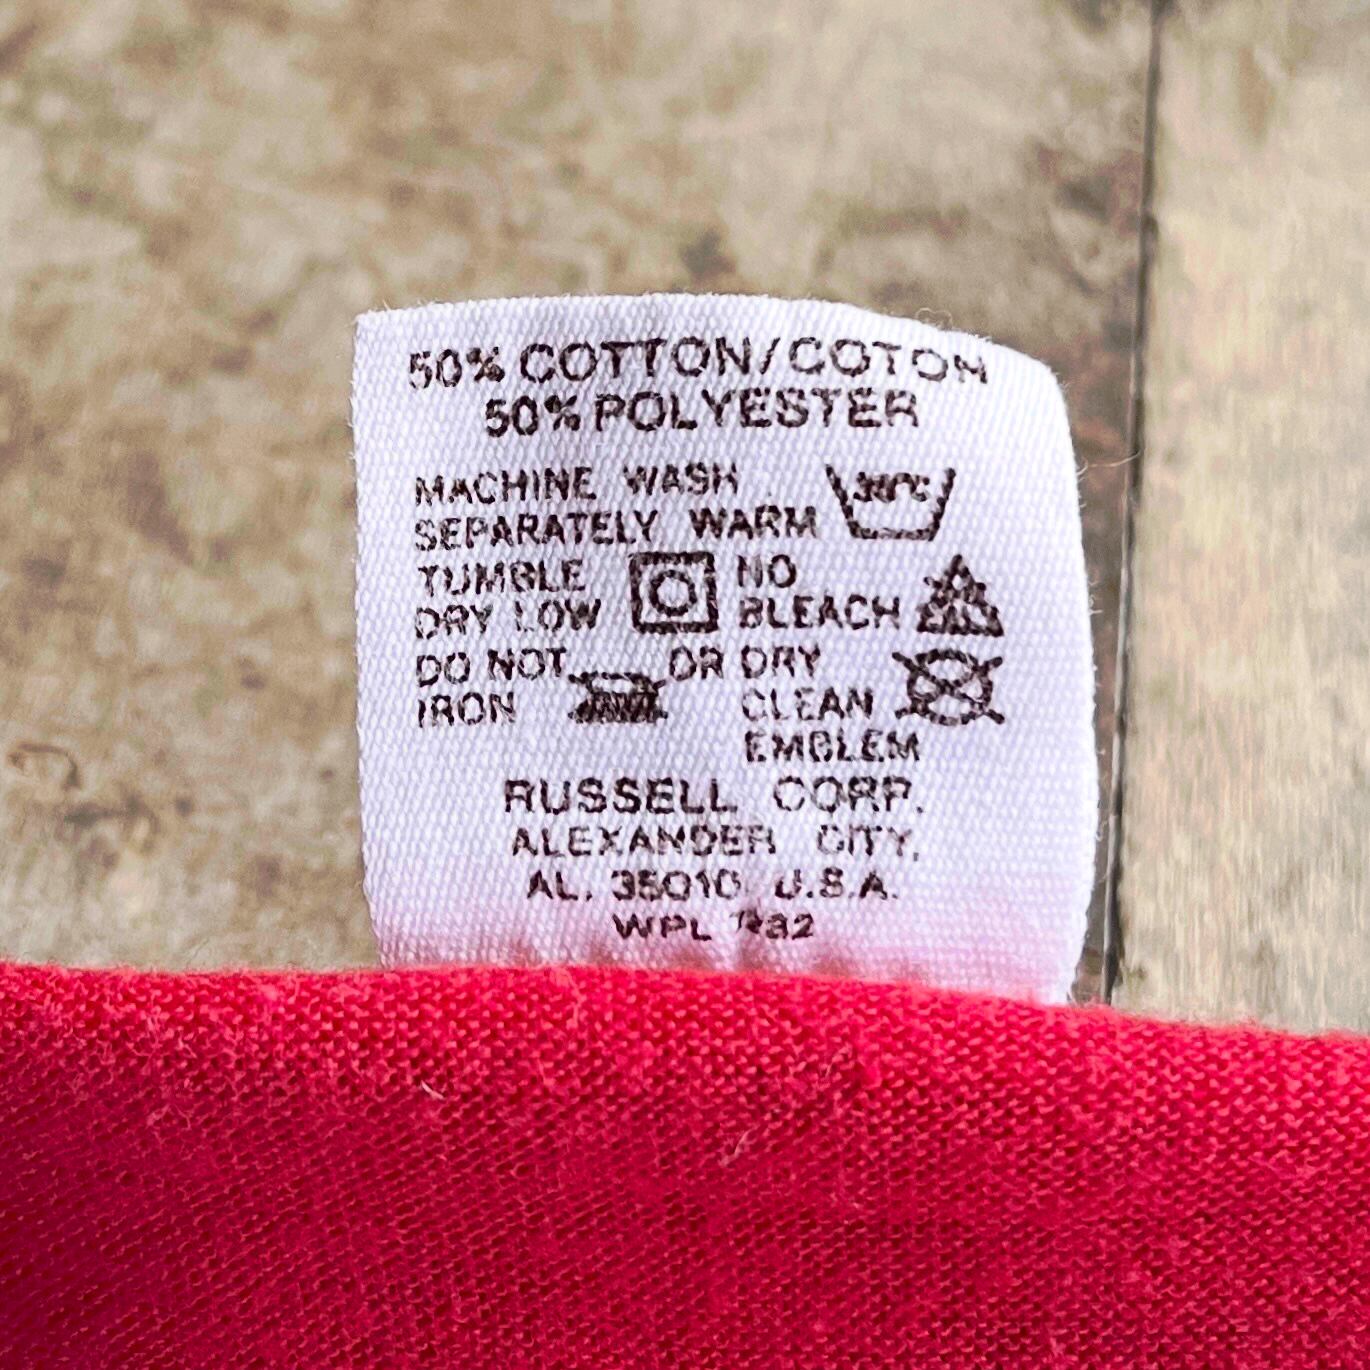 50% COTTON/COTON
50% POLYESTER
MACHINE WASH
SEPARATELY WARM
TUMBLE
DRY LOW
NO
BLEACH
DO NOT
IRON
OR DRY
CLEAN
EMBLEM
RUSSELL CORP.
ALEXANDER CITY,
AL. 35010 U.S.A.
WPL